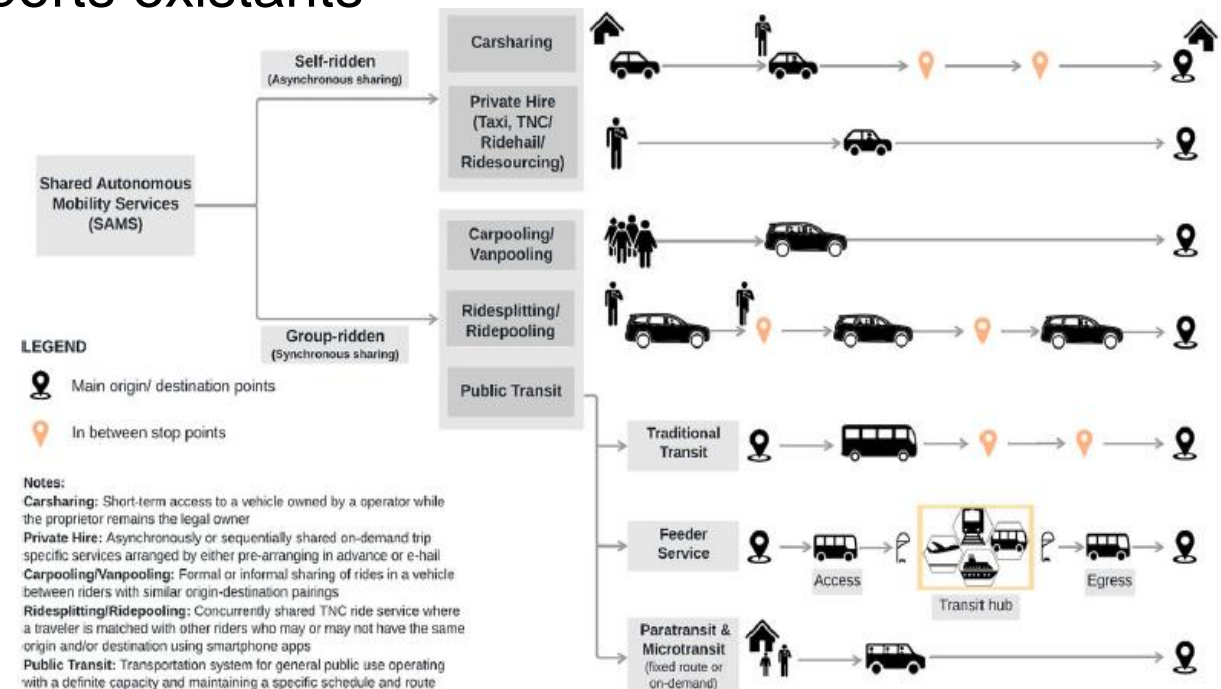 existants
Self-ridden
(Asynchronous sharing)
Carsharing
Private Hire
(Taxi, TNC/
Ridehail/
Ridesourcing)
Shared Autonomous
Mobility Services
(SAMS)
Carpooling/
Vanpooling
Ridesplitting/
Ridepooling
Group-ridden
(Synchronous sharing)
Public Transit
LEGEND
Main origin/ destination points
In between stop points
Traditional
Transit
Feeder
Service
Access
Transit hub
Egress
Paratransit &
Microtransit
(fixed route or
on-demand)
Notes:
Carsharing: Short-term access to a vehicle owned by a operator while
the proprietor remains the legal owner
Private Hire: Asynchronously or sequentially shared on-demand trip
specific services arranged by either pre-arranging in advance or e-hail
Carpooling/Vanpooling: Formal or informal sharing of rides in a vehicle
between riders with similar origin-destination pairings
Ridesplitting/Ridepooling: Concurrently shared TNC ride service where
a traveler is matched with other riders who may or may not have the same
origin and/or destination using smartphone apps
Public Transit: Transportation system for general public use operating
with a definite capacity and maintaining a specific schedule and route